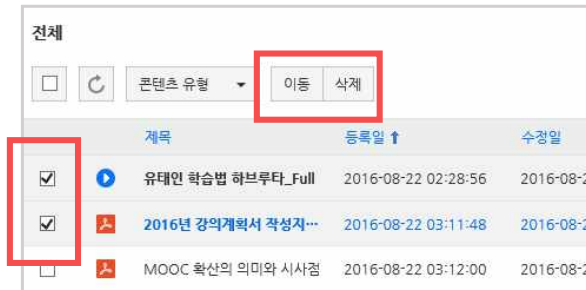 전체
콘텐츠 유형 이동 삭제
제목 등록일 수정일
유태인 학습법 하브루타_Full 2016-08-22 02:28:56 2016-08-2
2016년 강의계획서 작성지… 2016-08-22 03:11:48 2016-08-2
MOOC 확산의 의미와 시사점 2016-08-22 03:12:00 2016-08-2